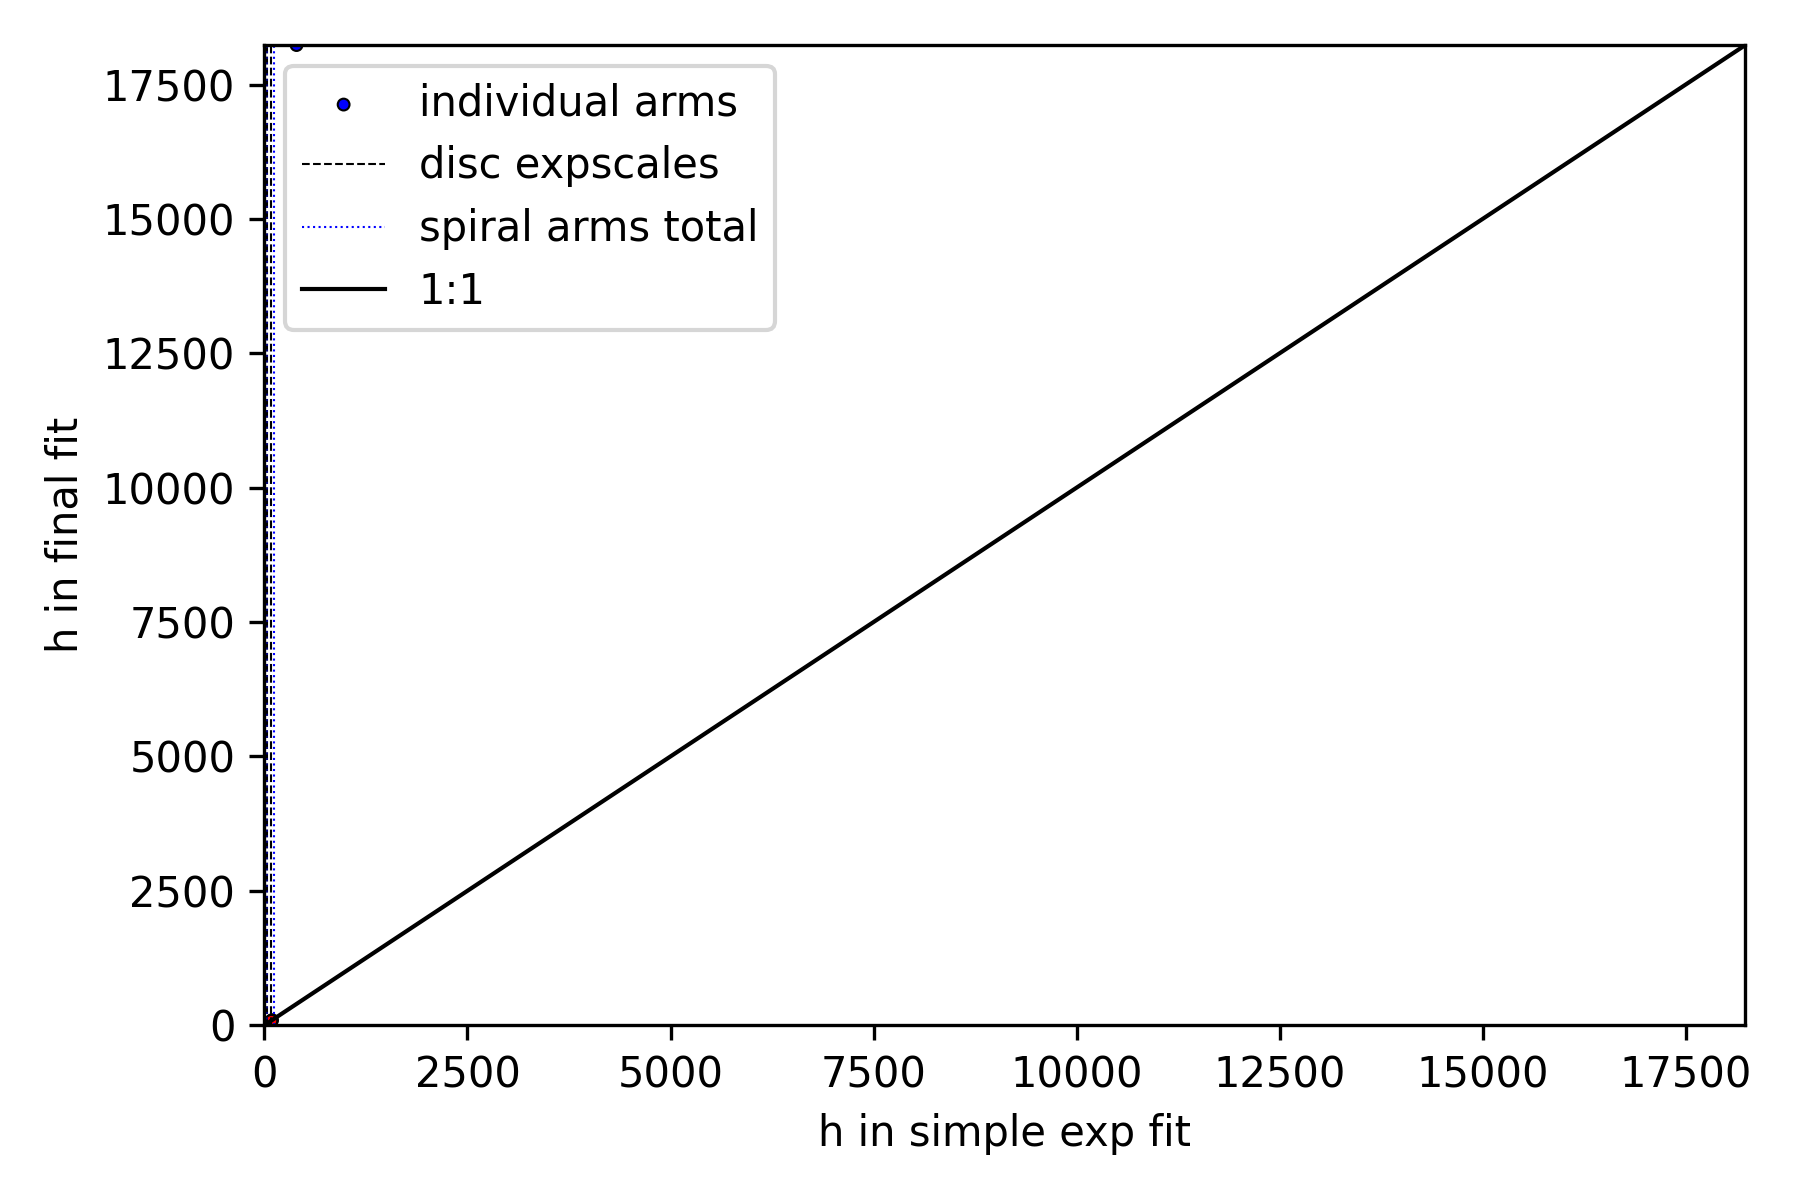 17500
15000
12500
10000
7500
5000
2500
0
h in final fit
individual arms
disc expscales
spiral arms total
1:1
0 2500 5000 7500 10000 12500 15000 17500
h in simple exp fit